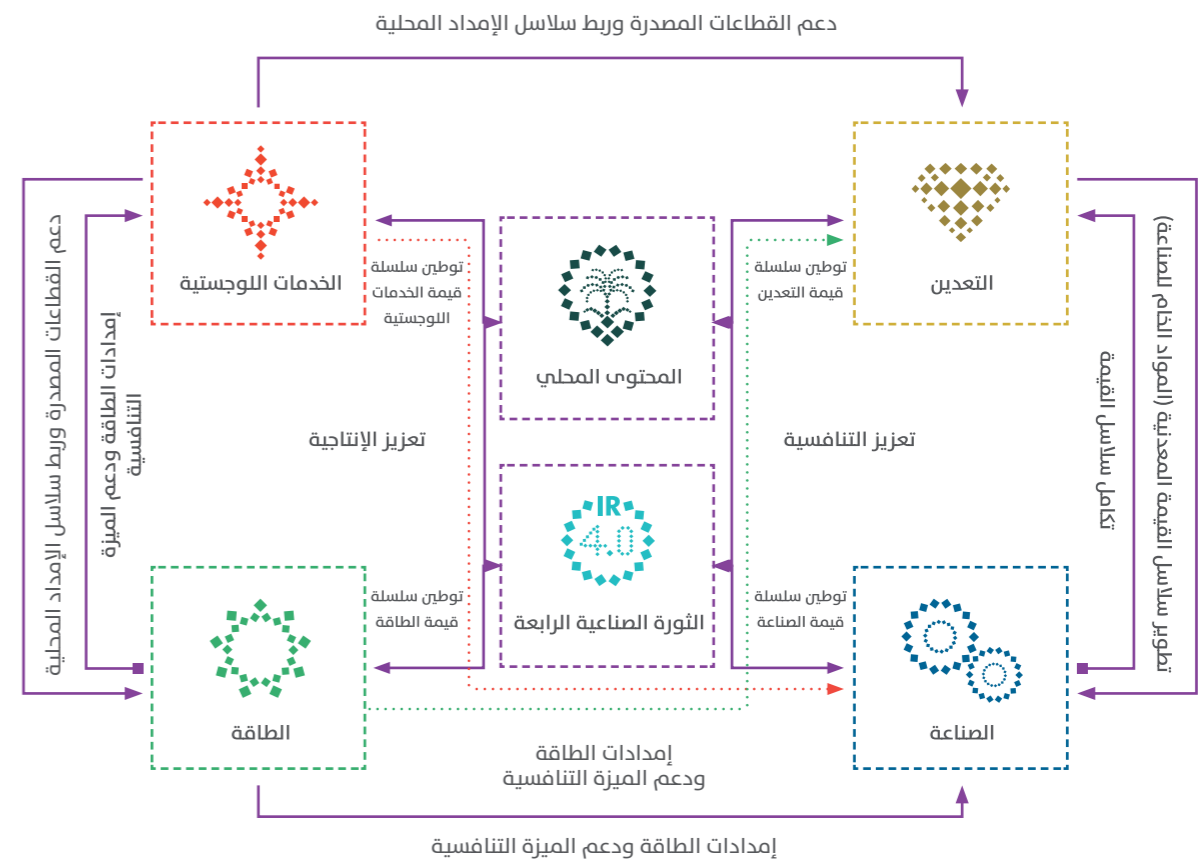 دعم القطاعات المصدرة وربط سلاسل الإمداد المحلية
التعدين
الخدمات اللوجستية
المحتوى المحلي
توطين سلسلة
قيمة التعدين
توطين سلسلة
قيمة الخدمات
اللوجستية
تطوير سلاسل القيمة المعدنية (المواد الخام للصناعة)
تكامل سلاسل القيمة
تعزيز التنافسية
تعزيز الإنتاجية
إمدادات الطاقة ودعم الميزة
التنافسية
دعم القطاعات المصدرة وربط سلاسل الإمداد المحلية
IR
4.0
الثورة الصناعية الرابعة
توطين سلسلة
قيمة الصناعة
توطين سلسلة
قيمة الطاقة
الصناعة
الطاقة
إمدادات الطاقة
ودعم الميزة التنافسية
إمدادات الطاقة ودعم الميزة التنافسية